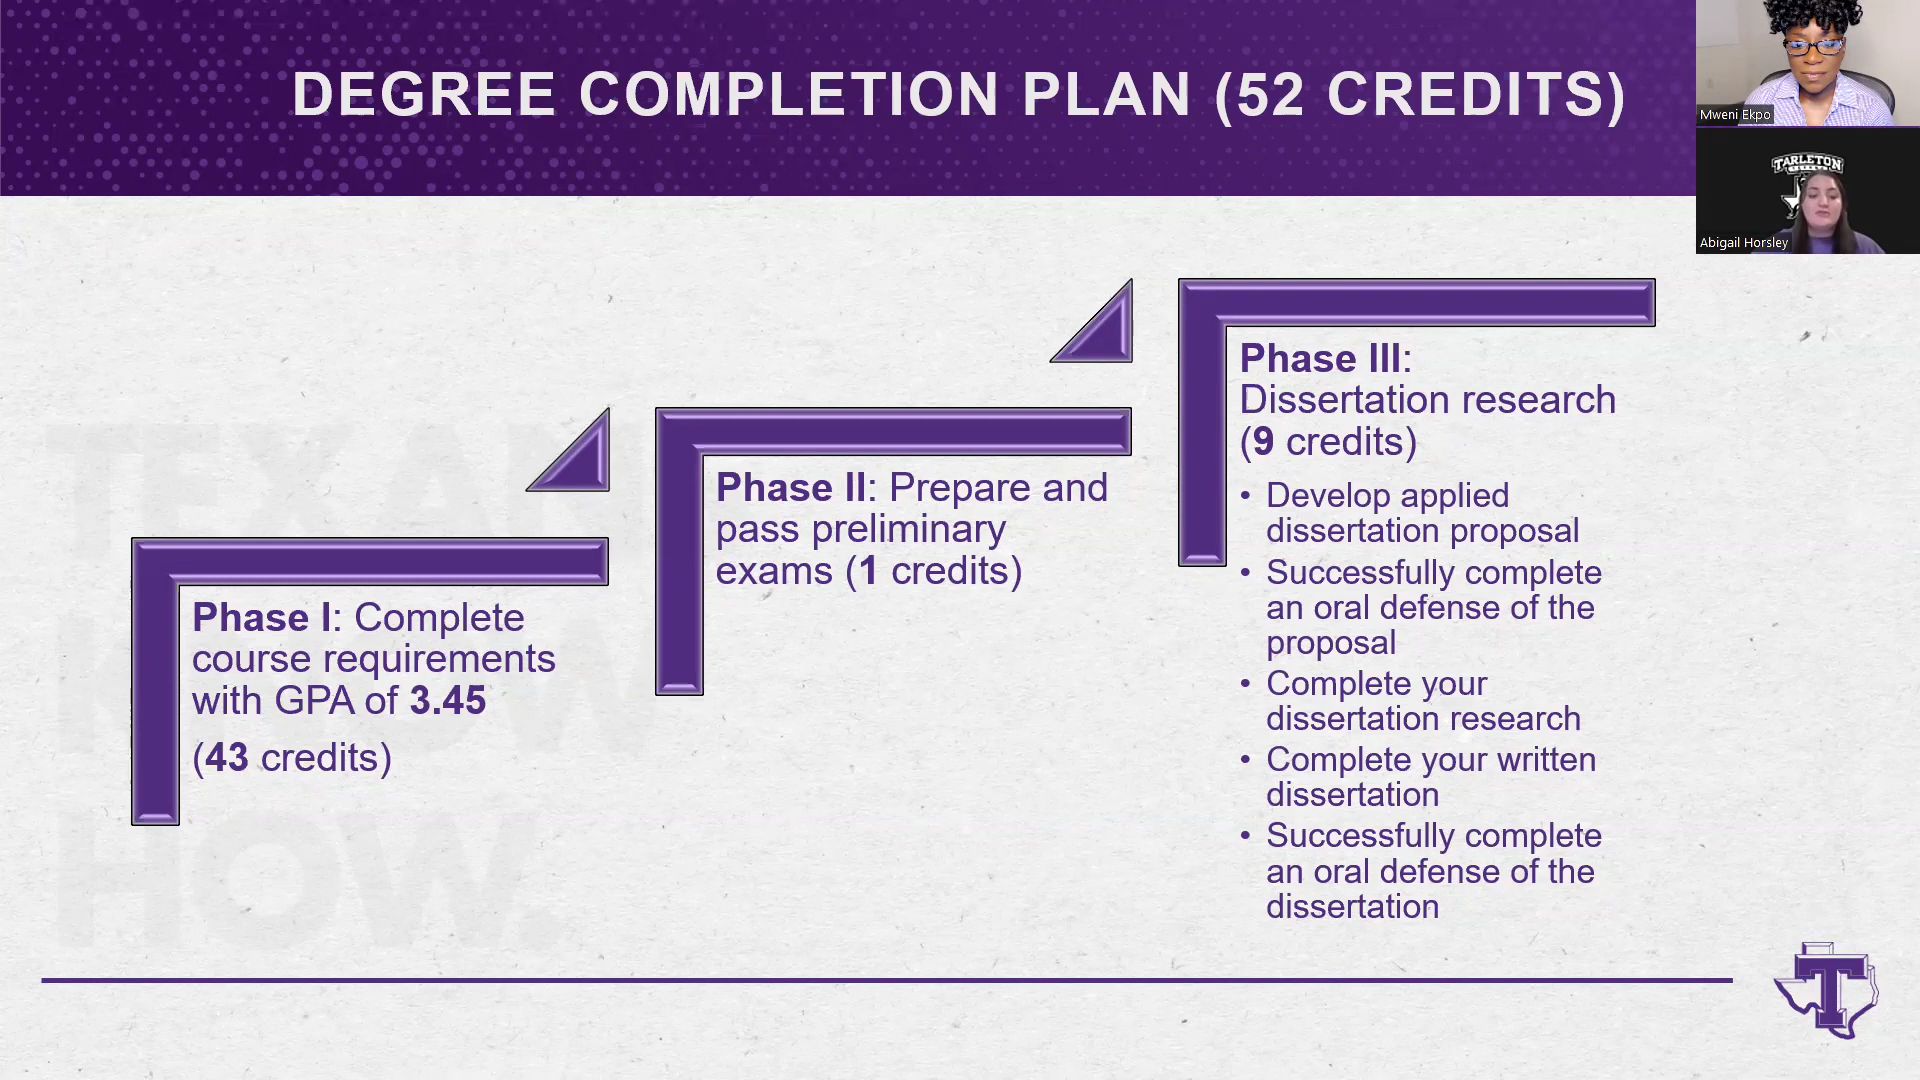 DEGREE COMPLETION PLAN (52 CREDITS)
Mweni Ekpo
TARLETON
Abigail Horsley
TEXAN
KNOW
HOW.
Phase I: Complete
course requirements
with GPA of 3.45
(43 credits)
Phase II: Prepare and
pass preliminary
exams (1 credits)
Phase III:
Dissertation research
(9 credits)
• Develop applied
dissertation proposal
• Successfully complete
an oral defense of the
proposal
• Complete your
dissertation research
• Complete your written
dissertation
• Successfully complete
an oral defense of the
dissertation
T